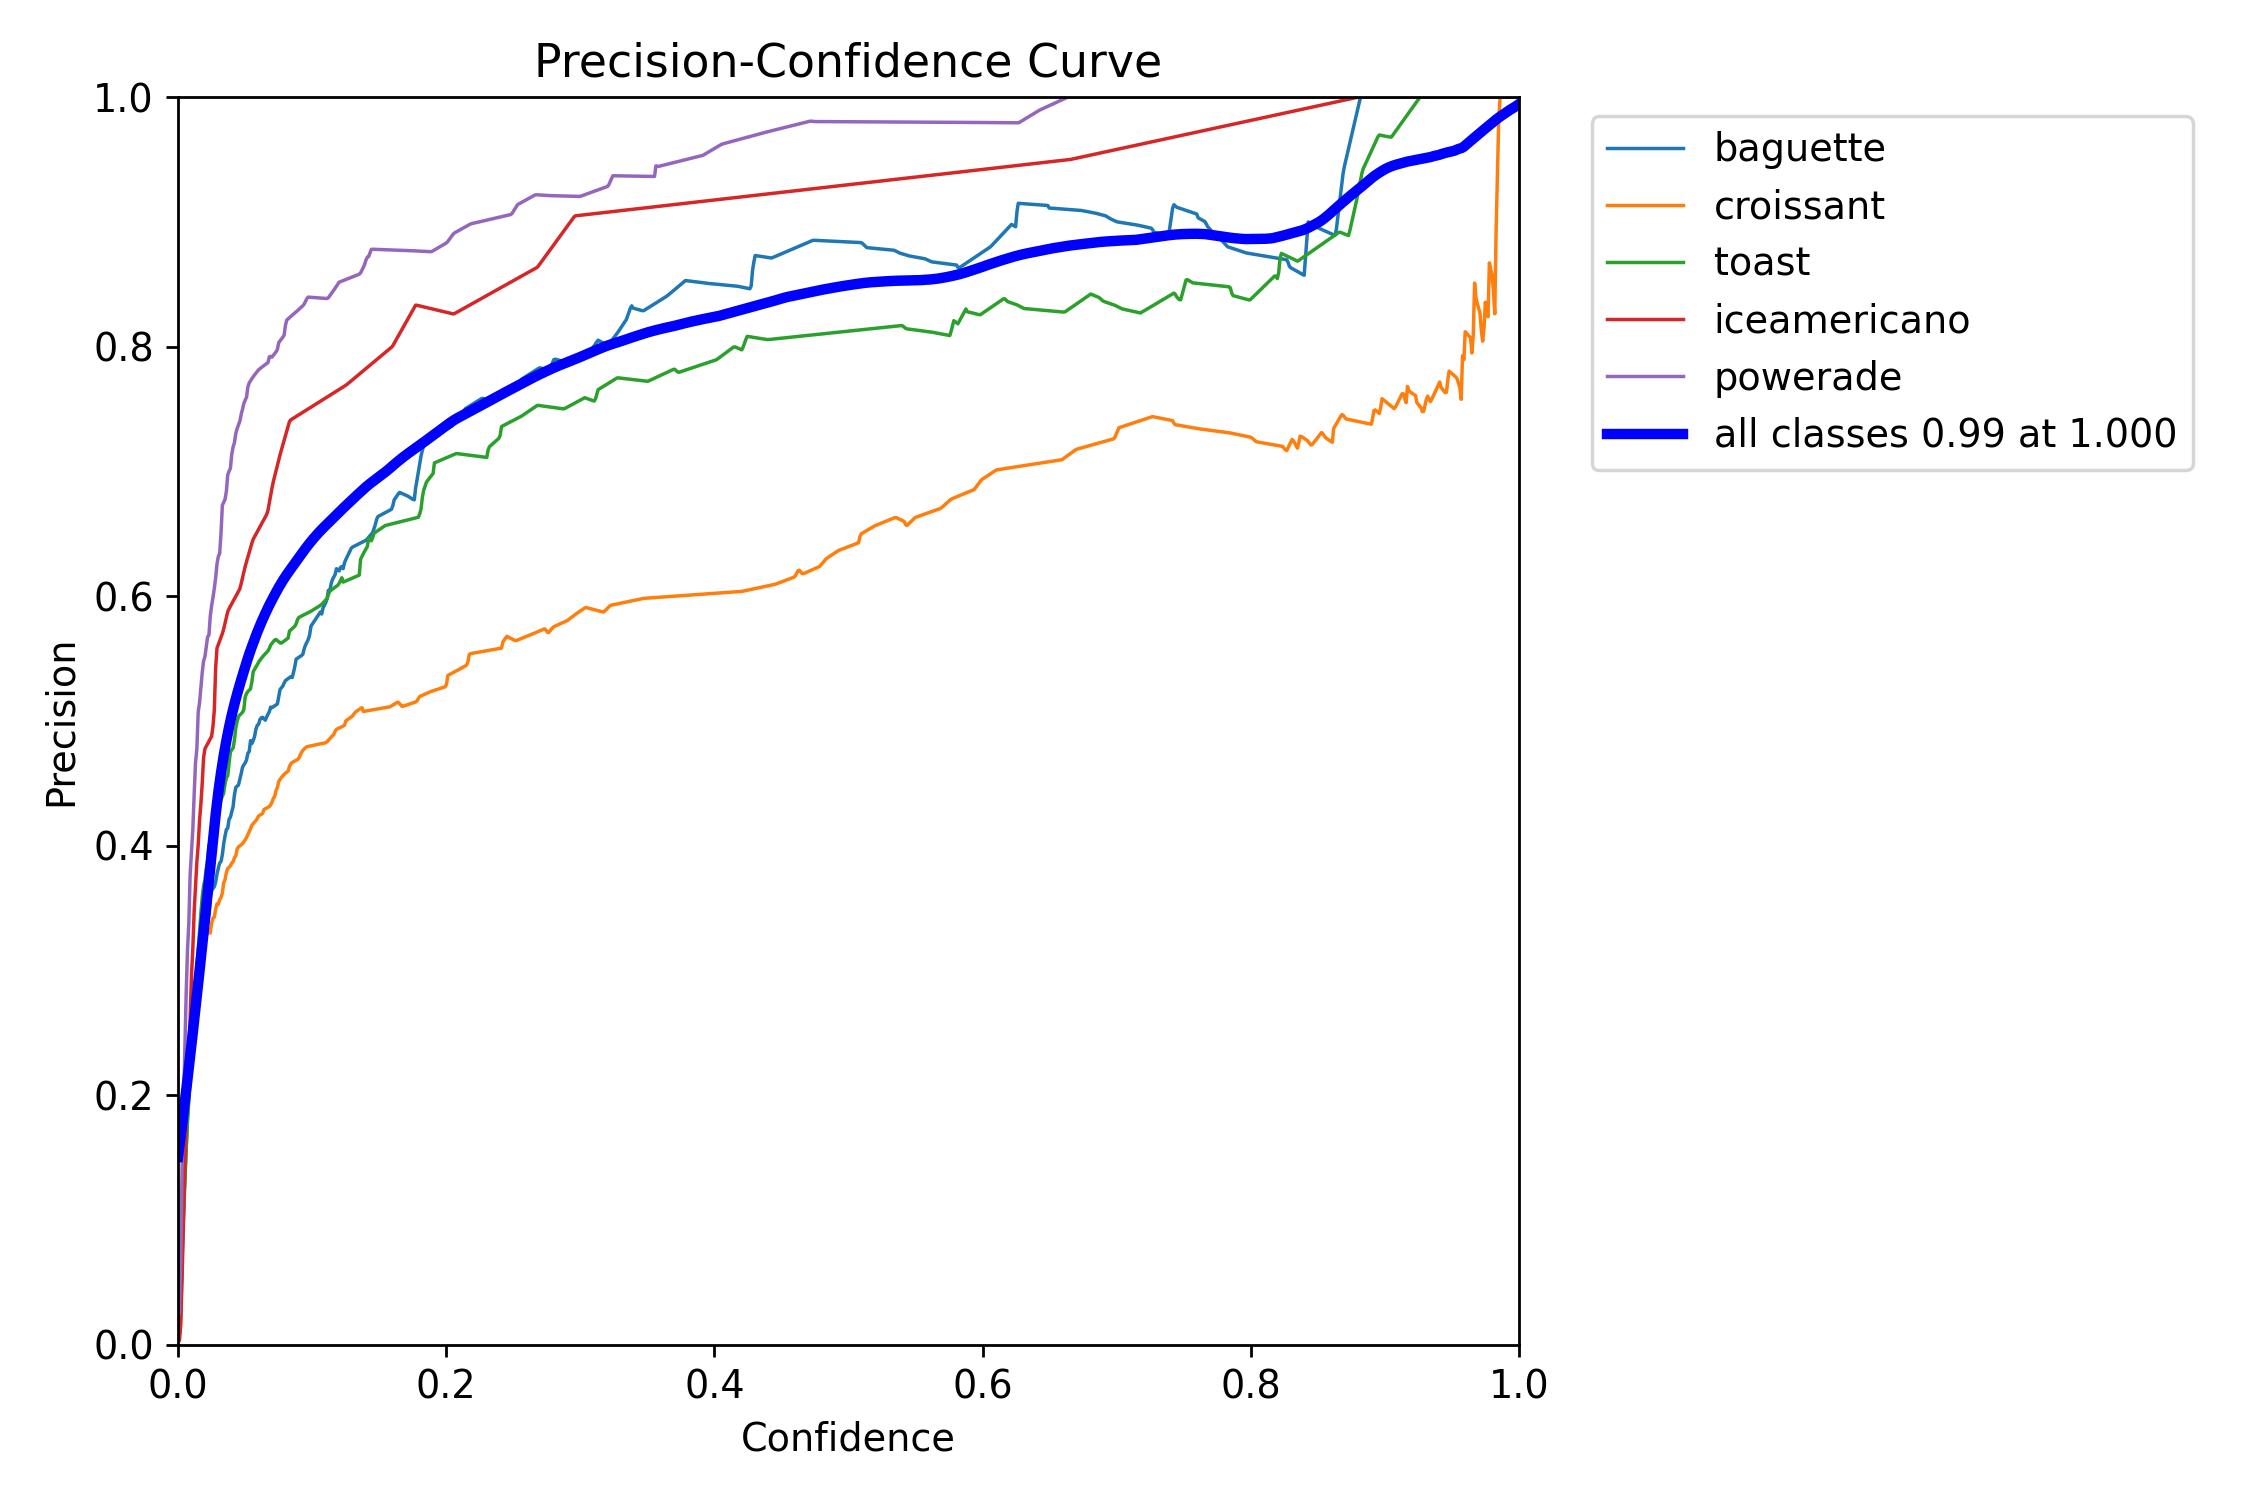 Precision-Confidence Curve
1.0
0.8
0.6
0.4
0.2
0.0
Precision
0.0 0.2 0.4 0.6 0.8 1.0
Confidence
baguette
croissant
toast
iceamericano
powerade
all classes 0.99 at 1.000